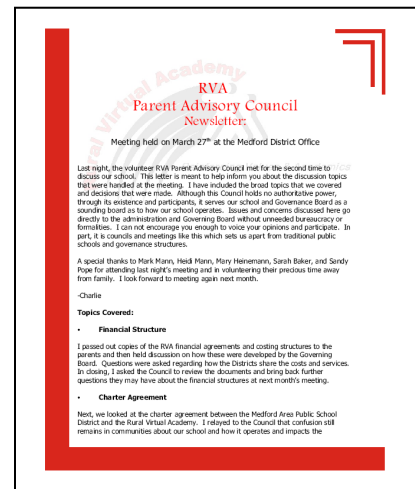 Rural Virtual Academy
RVA
Parent Advisory Council
Newsletter:
Meeting held on March 27th at the Medford District Office
Last night, the volunteer RVA Parent Advisory Council met for the second time to
discuss our school. This letter is meant to help inform you about the discussion topics
that were handled at the meeting. I have included the broad topics that we covered
and decisions that were made. Although this Council holds no authoritative power,
through its existence and participants, it serves our school and Governance Board as a
sounding board as to how our school operates. Issues and concerns discussed here go
directly to the administration and Governing Board without unneeded bureaucracy or
formalities. I can not encourage you enough to voice your opinions and participate. In
part, it is councils and meetings like this which sets us apart from traditional public
schools and governance structures.
A special thanks to Mark Mann, Heidi Mann, Mary Heinemann, Sarah Baker, and Sandy
Pope for attending last night's meeting and in volunteering their precious time away
from family. I look forward to meeting again next month.
-Charlie
Topics Covered:
• Financial Structure
I passed out copies of the RVA financial agreements and costing structures to the
parents and then held discussion on how these were developed by the Governing
Board. Questions were asked regarding how the Districts share the costs and services.
In closing, I asked the Council to review the documents and bring back further
questions they may have about the financial structures at next month's meeting.
• Charter Agreement
Next, we looked at the charter agreement between the Medford Area Public School
District and the Rural Virtual Academy. I relayed to the Council that confusion still
remains in communities about our school and how it operates and impacts the